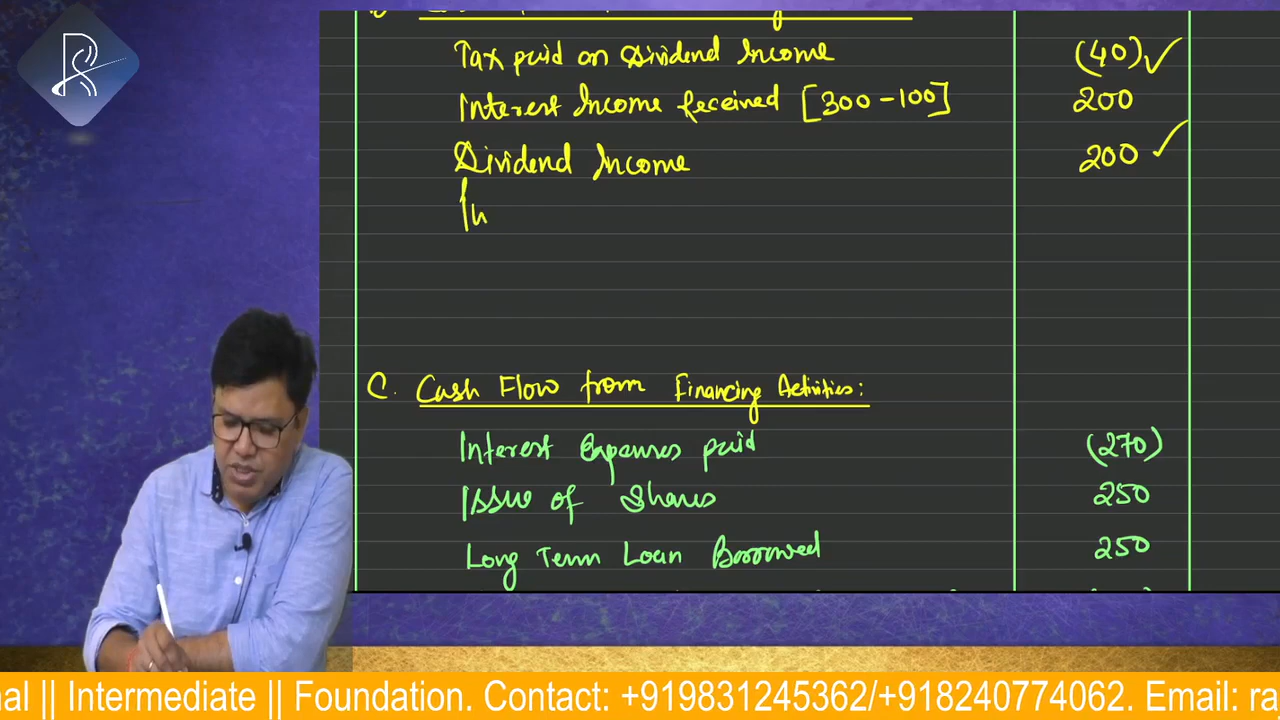 Tax paid on Dividend Income (40) ✓
Interest Income Received [300 - 100] 200
Dividend Income 200 ✓
In
C. Cash Flow from Financing Activities:
Interest Expenses paid (270)
Issue of Shares 250
Long Term Loan Borrowed 250
nal || Intermediate || Foundation. Contact: +919831245362/+918240774062. Email: ra